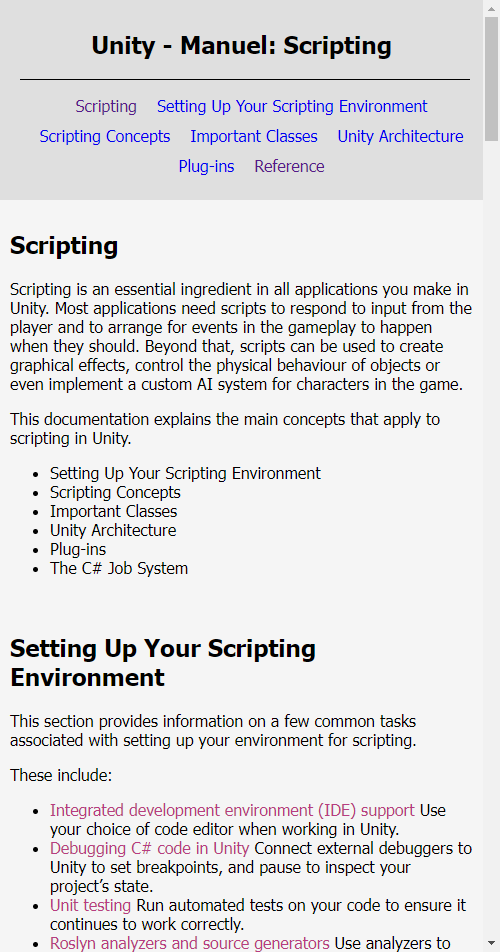 Unity - Manuel: Scripting
Scripting Setting Up Your Scripting Environment
Scripting Concepts Important Classes Unity Architecture
Plug-ins Reference
Scripting
Scripting is an essential ingredient in all applications you make in
Unity. Most applications need scripts to respond to input from the
player and to arrange for events in the gameplay to happen
when they should. Beyond that, scripts can be used to create
graphical effects, control the physical behaviour of objects or
even implement a custom AI system for characters in the game.
This documentation explains the main concepts that apply to
scripting in Unity.
• Setting Up Your Scripting Environment
• Scripting Concepts
• Important Classes
• Unity Architecture
• Plug-ins
• The C# Job System
Setting Up Your Scripting
Environment
This section provides information on a few common tasks
associated with setting up your environment for scripting.
These include:
• Integrated development environment (IDE) support Use
your choice of code editor when working in Unity.
• Debugging C# code in Unity Connect external debuggers to
Unity to set breakpoints, and pause to inspect your
project’s state.
• Unit testing Run automated tests on your code to ensure it
continues to work correctly.
• Roslyn analyzers and source generators Use analyzers to